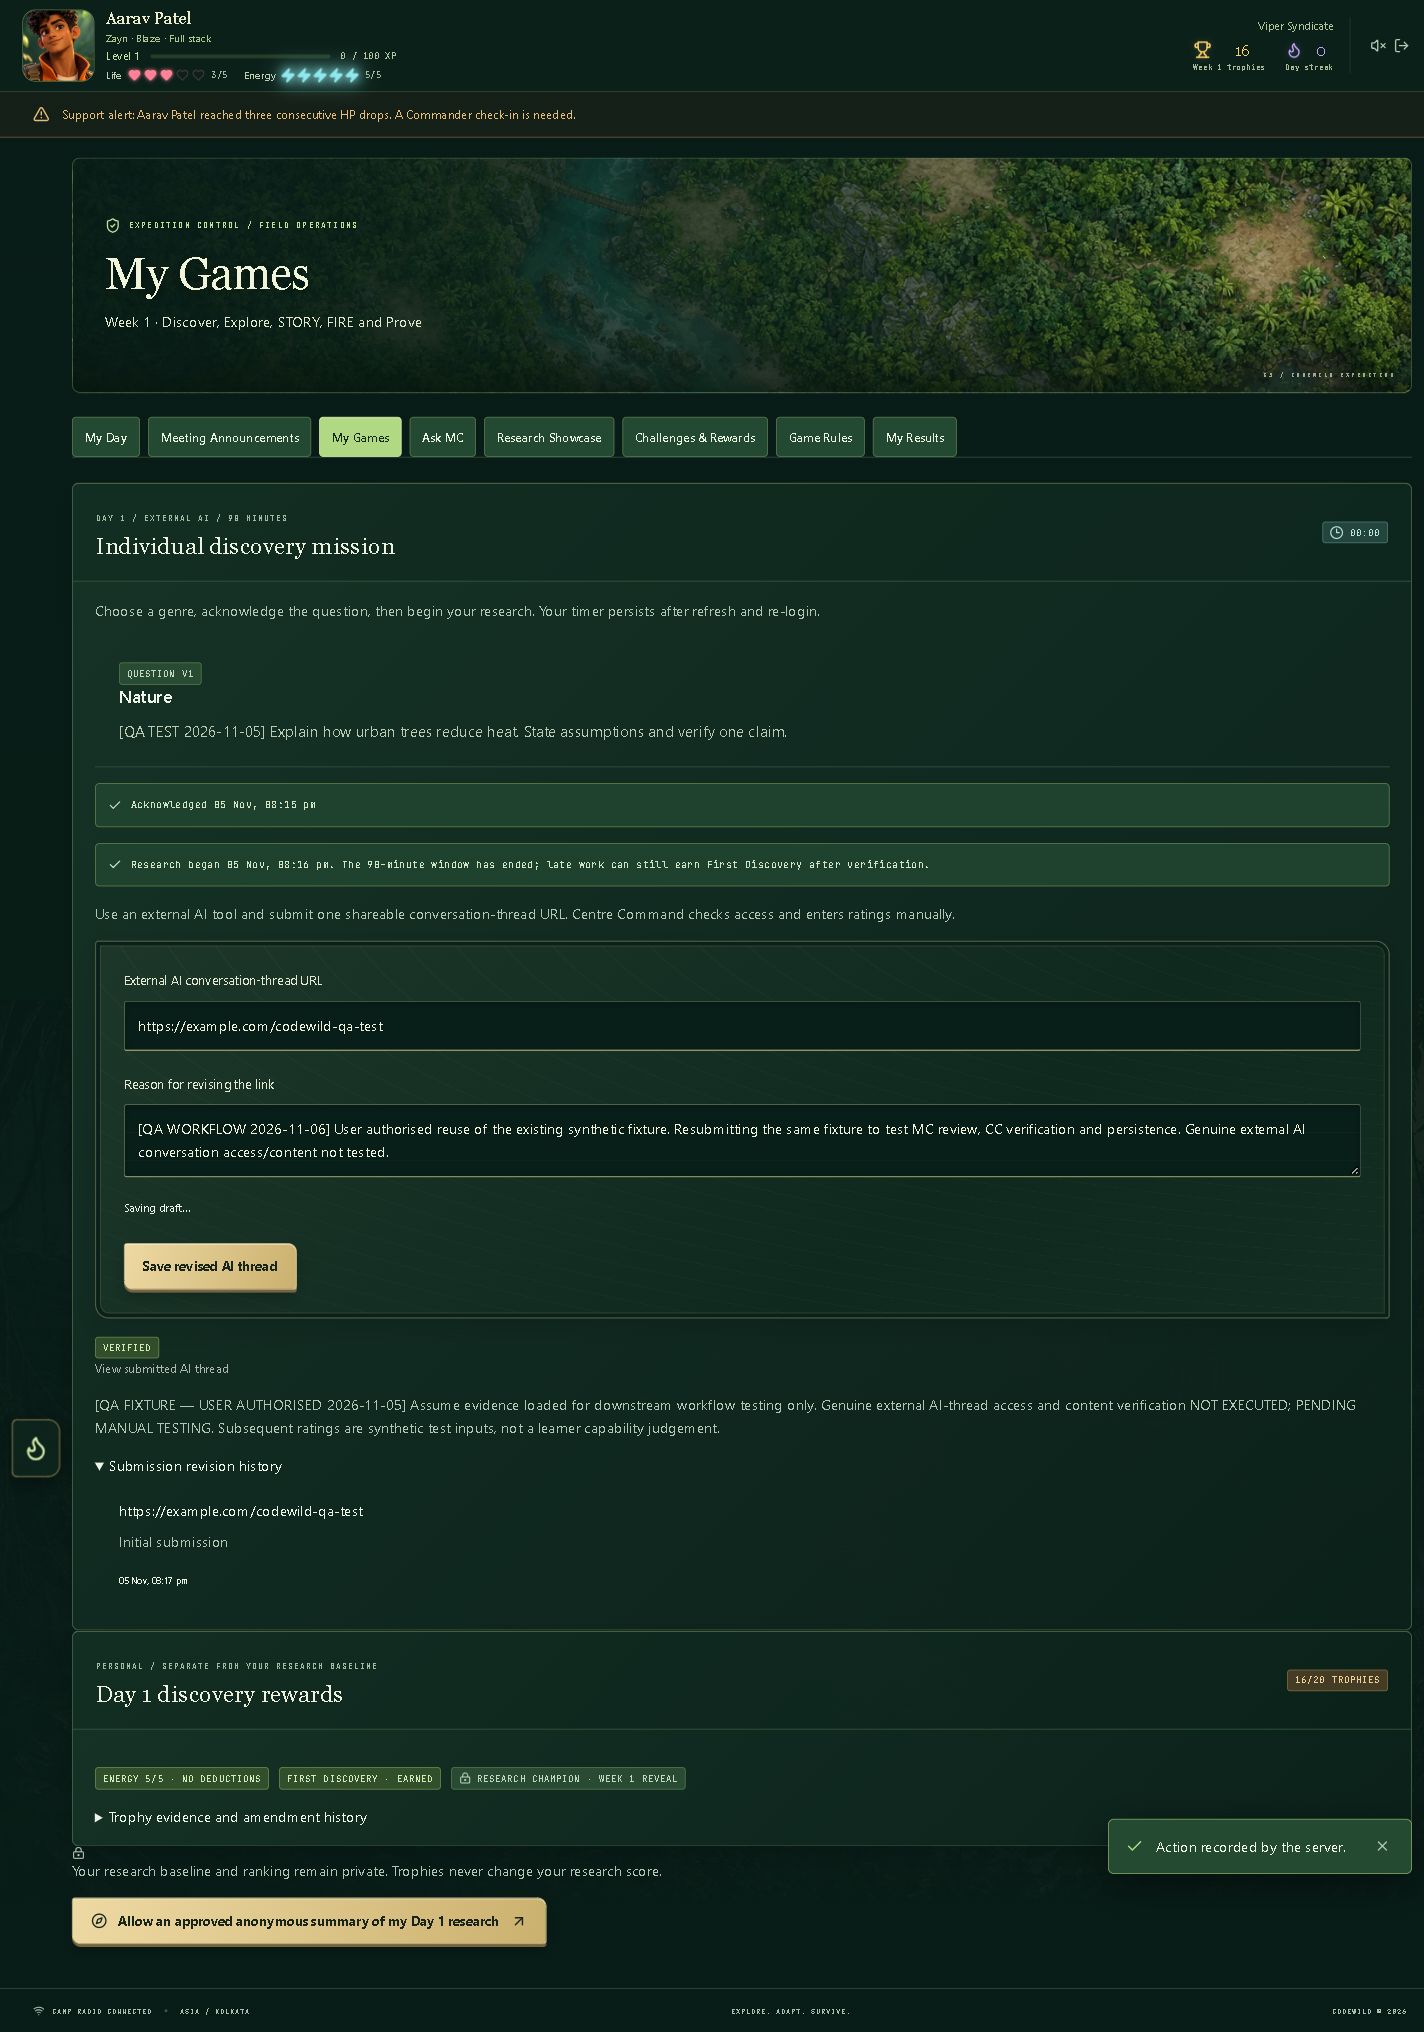 Aarav Patel
Zayn · Blaze · Full stack
Level 1 0 / 100 XP
Life 3/5 Energy 5/5
Viper Syndicate
16 0
Week 1 trophies Day streak
Support alert: Aarav Patel reached three consecutive HP drops. A Commander check-in is needed.
EXPEDITION CONTROL / FIELD OPERATIONS
My Games
Week 1 · Discover, Explore, STORY, FIRE and Prove
/ CODEWILD EXPEDITION
My Day
Meeting Announcements
My Games
Ask MC
Research Showcase
Challenges & Rewards
Game Rules
My Results
DAY 1 / EXTERNAL AI / 90 MINUTES
Individual discovery mission
00:00
Choose a genre, acknowledge the question, then begin your research. Your timer persists after refresh and re-login.
QUESTION V1
Nature
[QA TEST 2026-11-05] Explain how urban trees reduce heat. State assumptions and verify one claim.
Acknowledged 05 Nov, 08:15 pm
Research began 05 Nov, 08:16 pm. The 90-minute window has ended; late work can still earn First Discovery after verification.
Use an external AI tool and submit one shareable conversation-thread URL. Centre Command checks access and enters ratings manually.
External AI conversation-thread URL
https://example.com/codewild-qa-test
Reason for revising the link
[QA WORKFLOW 2026-11-06] User authorised reuse of the existing synthetic fixture. Resubmitting the same fixture to test MC review, CC verification and persistence. Genuine external AI
conversation access/content not tested.
Saving draft...
Save revised AI thread
VERIFIED
View submitted AI thread
[QA FIXTURE — USER AUTHORISED 2026-11-05] Assume evidence loaded for downstream workflow testing only. Genuine external AI-thread access and content verification NOT EXECUTED; PENDING
MANUAL TESTING. Subsequent ratings are synthetic test inputs, not a learner capability judgement.
Submission revision history
https://example.com/codewild-qa-test
Initial submission
05 Nov, 08:17 pm
PERSONAL / SEPARATE FROM YOUR RESEARCH BASELINE
Day 1 discovery rewards
16/20 TROPHIES
ENERGY 5/5 · NO DEDUCTIONS
FIRST DISCOVERY · EARNED
RESEARCH CHAMPION · WEEK 1 REVEAL
Trophy evidence and amendment history
Action recorded by the server.
Your research baseline and ranking remain private. Trophies never change your research score.
Allow an approved anonymous summary of my Day 1 research
CAMP RADIO CONNECTED • ASIA / KOLKATA
EXPLORE. ADAPT. SURVIVE.
CODEWILD © 2026